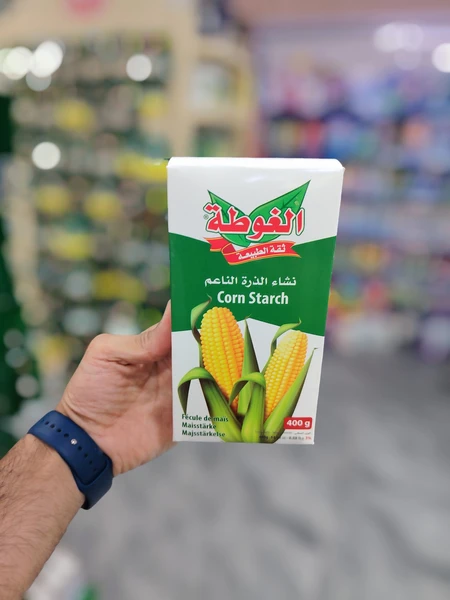 الغوطة
ثقة الطبيعة
نشاء الذرة الناعم
Corn Starch
Fécule de maïs
Maisstärke
Majsstärkelse
400 g